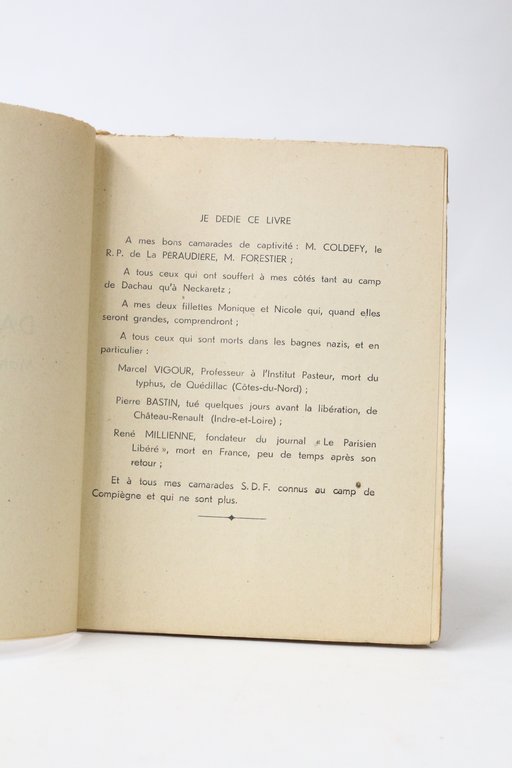 JE DEDIE CE LIVRE
A mes bons camarades de captivité : M. COLDEFY, le
R.P. de La PERAUDIERE, M. FORESTIER ;
A tous ceux qui ont souffert à mes côtés tant au camp
de Dachau qu'à Neckaretz ;
A mes deux fillettes Monique et Nicole qui, quand elles
seront grandes, comprendront ;
A tous ceux qui sont morts dans les bagnes nazis, et en
particulier :
Marcel VIGOUR, Professeur à l'Institut Pasteur, mort du
typhus, de Quédillac (Côtes-du-Nord) ;
Pierre BASTIN, tué quelques jours avant la libération, de
Château-Renault (Indre-et-Loire) ;
René MILLIENNE, fondateur du journal « Le Parisien
Libéré », mort en France, peu de temps après son
retour ;
Et à tous mes camarades S.D.F. connus au camp de
Compiègne et qui ne sont plus.